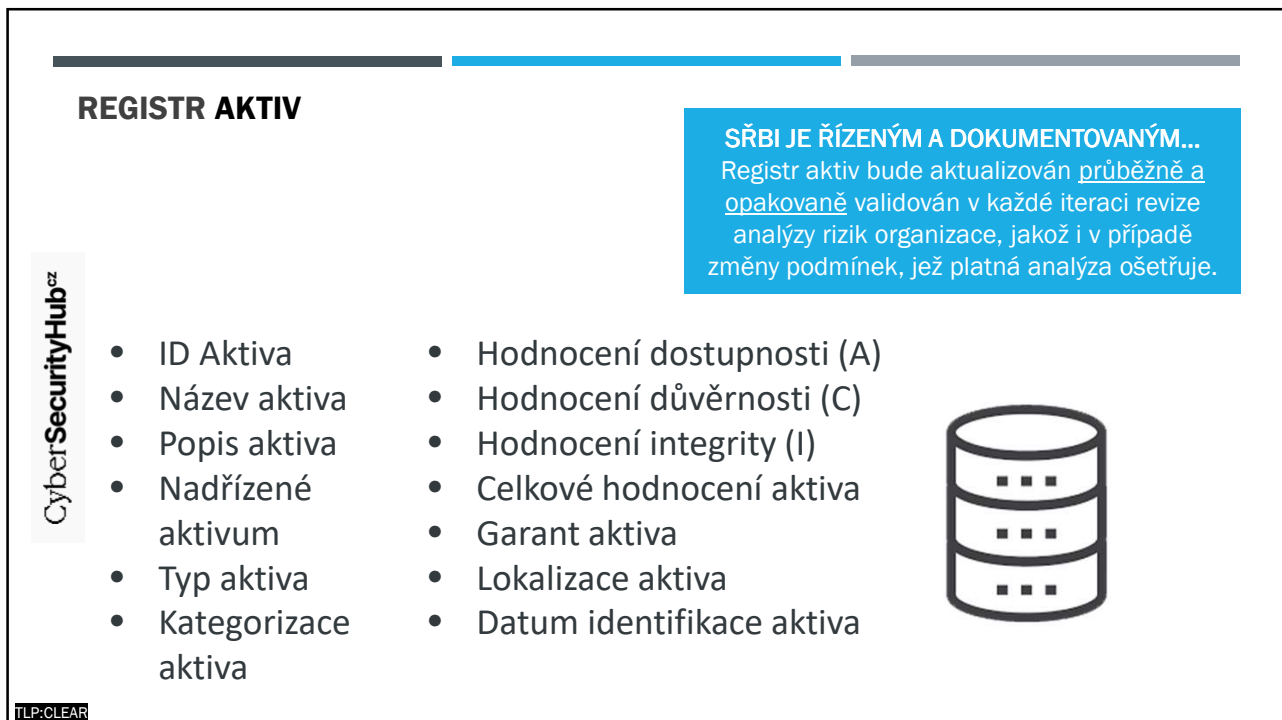 REGISTR AKTIV
SŘBI JE ŘÍZENÝM A DOKUMENTOVANÝM...
Registr aktiv bude aktualizován průběžně a
opakovaně validován v každé iteraci revize
analýzy rizik organizace, jakož i v případě
změny podmínek, jež platná analýza ošetřuje.
CyberSecurityHub cz
• ID Aktiva
• Název aktiva
• Popis aktiva
• Nadřízené
aktivum
• Typ aktiva
• Kategorizace
aktiva
• Hodnocení dostupnosti (A)
• Hodnocení důvěrnosti (C)
• Hodnocení integrity (I)
• Celkové hodnocení aktiva
• Garant aktiva
• Lokalizace aktiva
• Datum identifikace aktiva
TLP:CLEAR